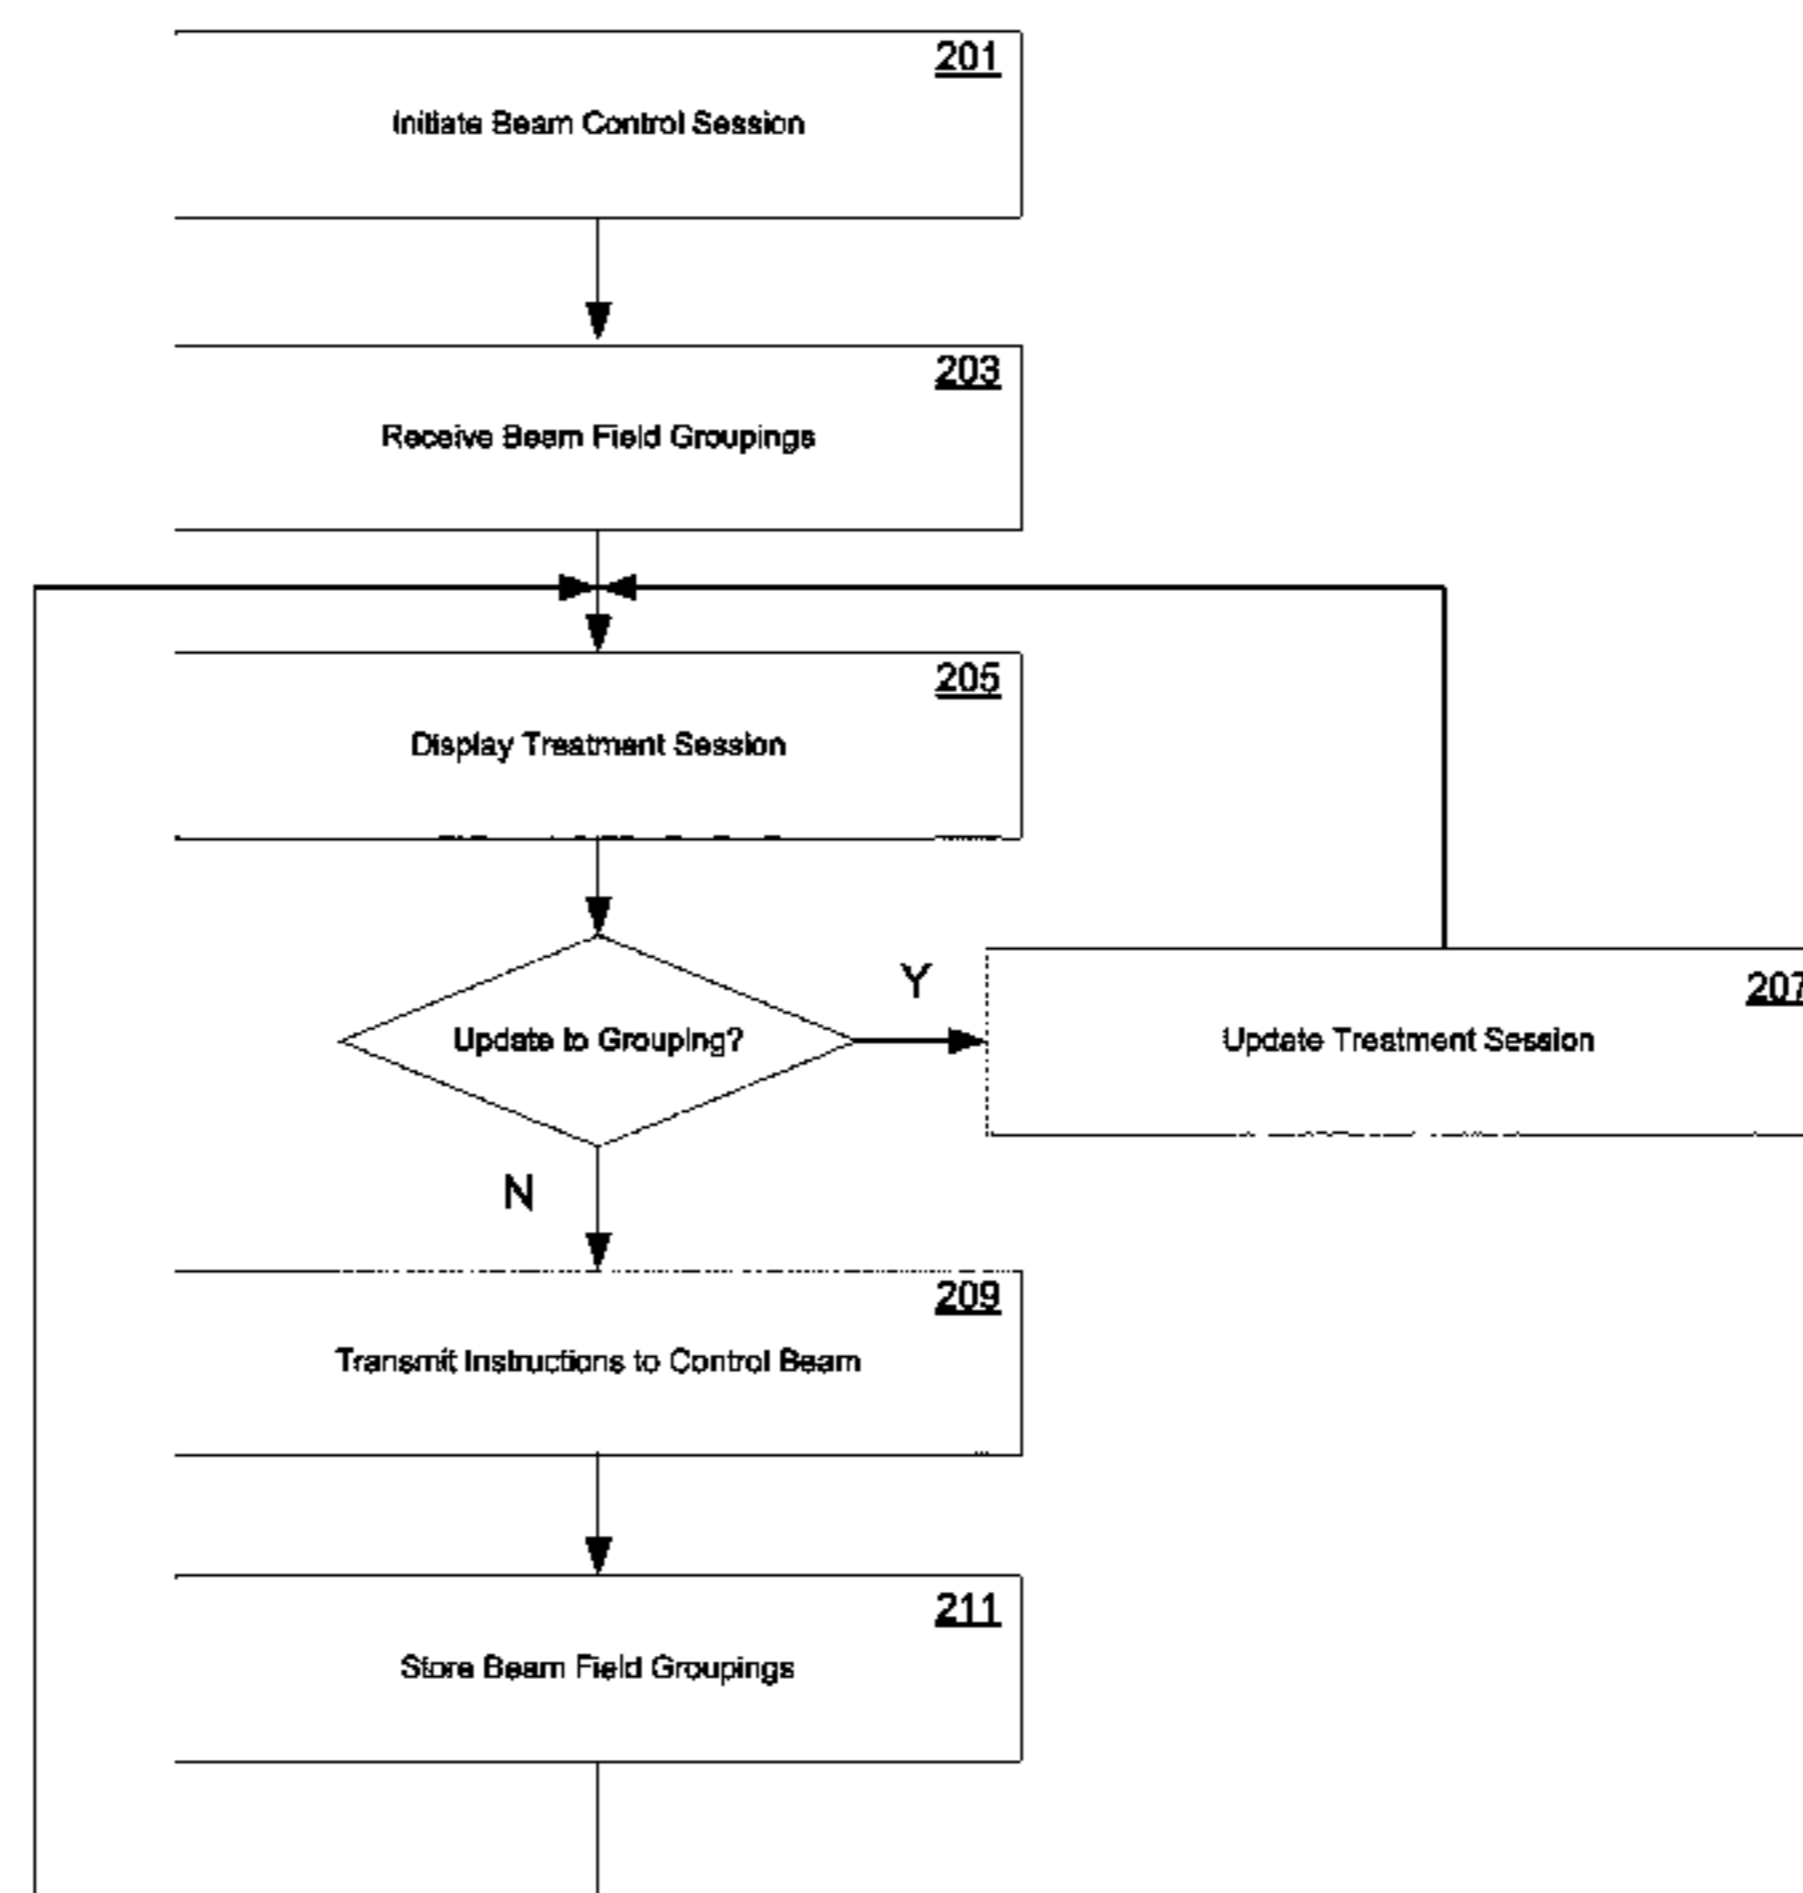 201
Initiate Beam Control Session
203
Receive Beam Field Groupings
205
Display Treatment Session
Y
207
Update to Grouping?
Update Treatment Session
N
209
Transmit Instructions to Control Beam
211
Store Beam Field Groupings